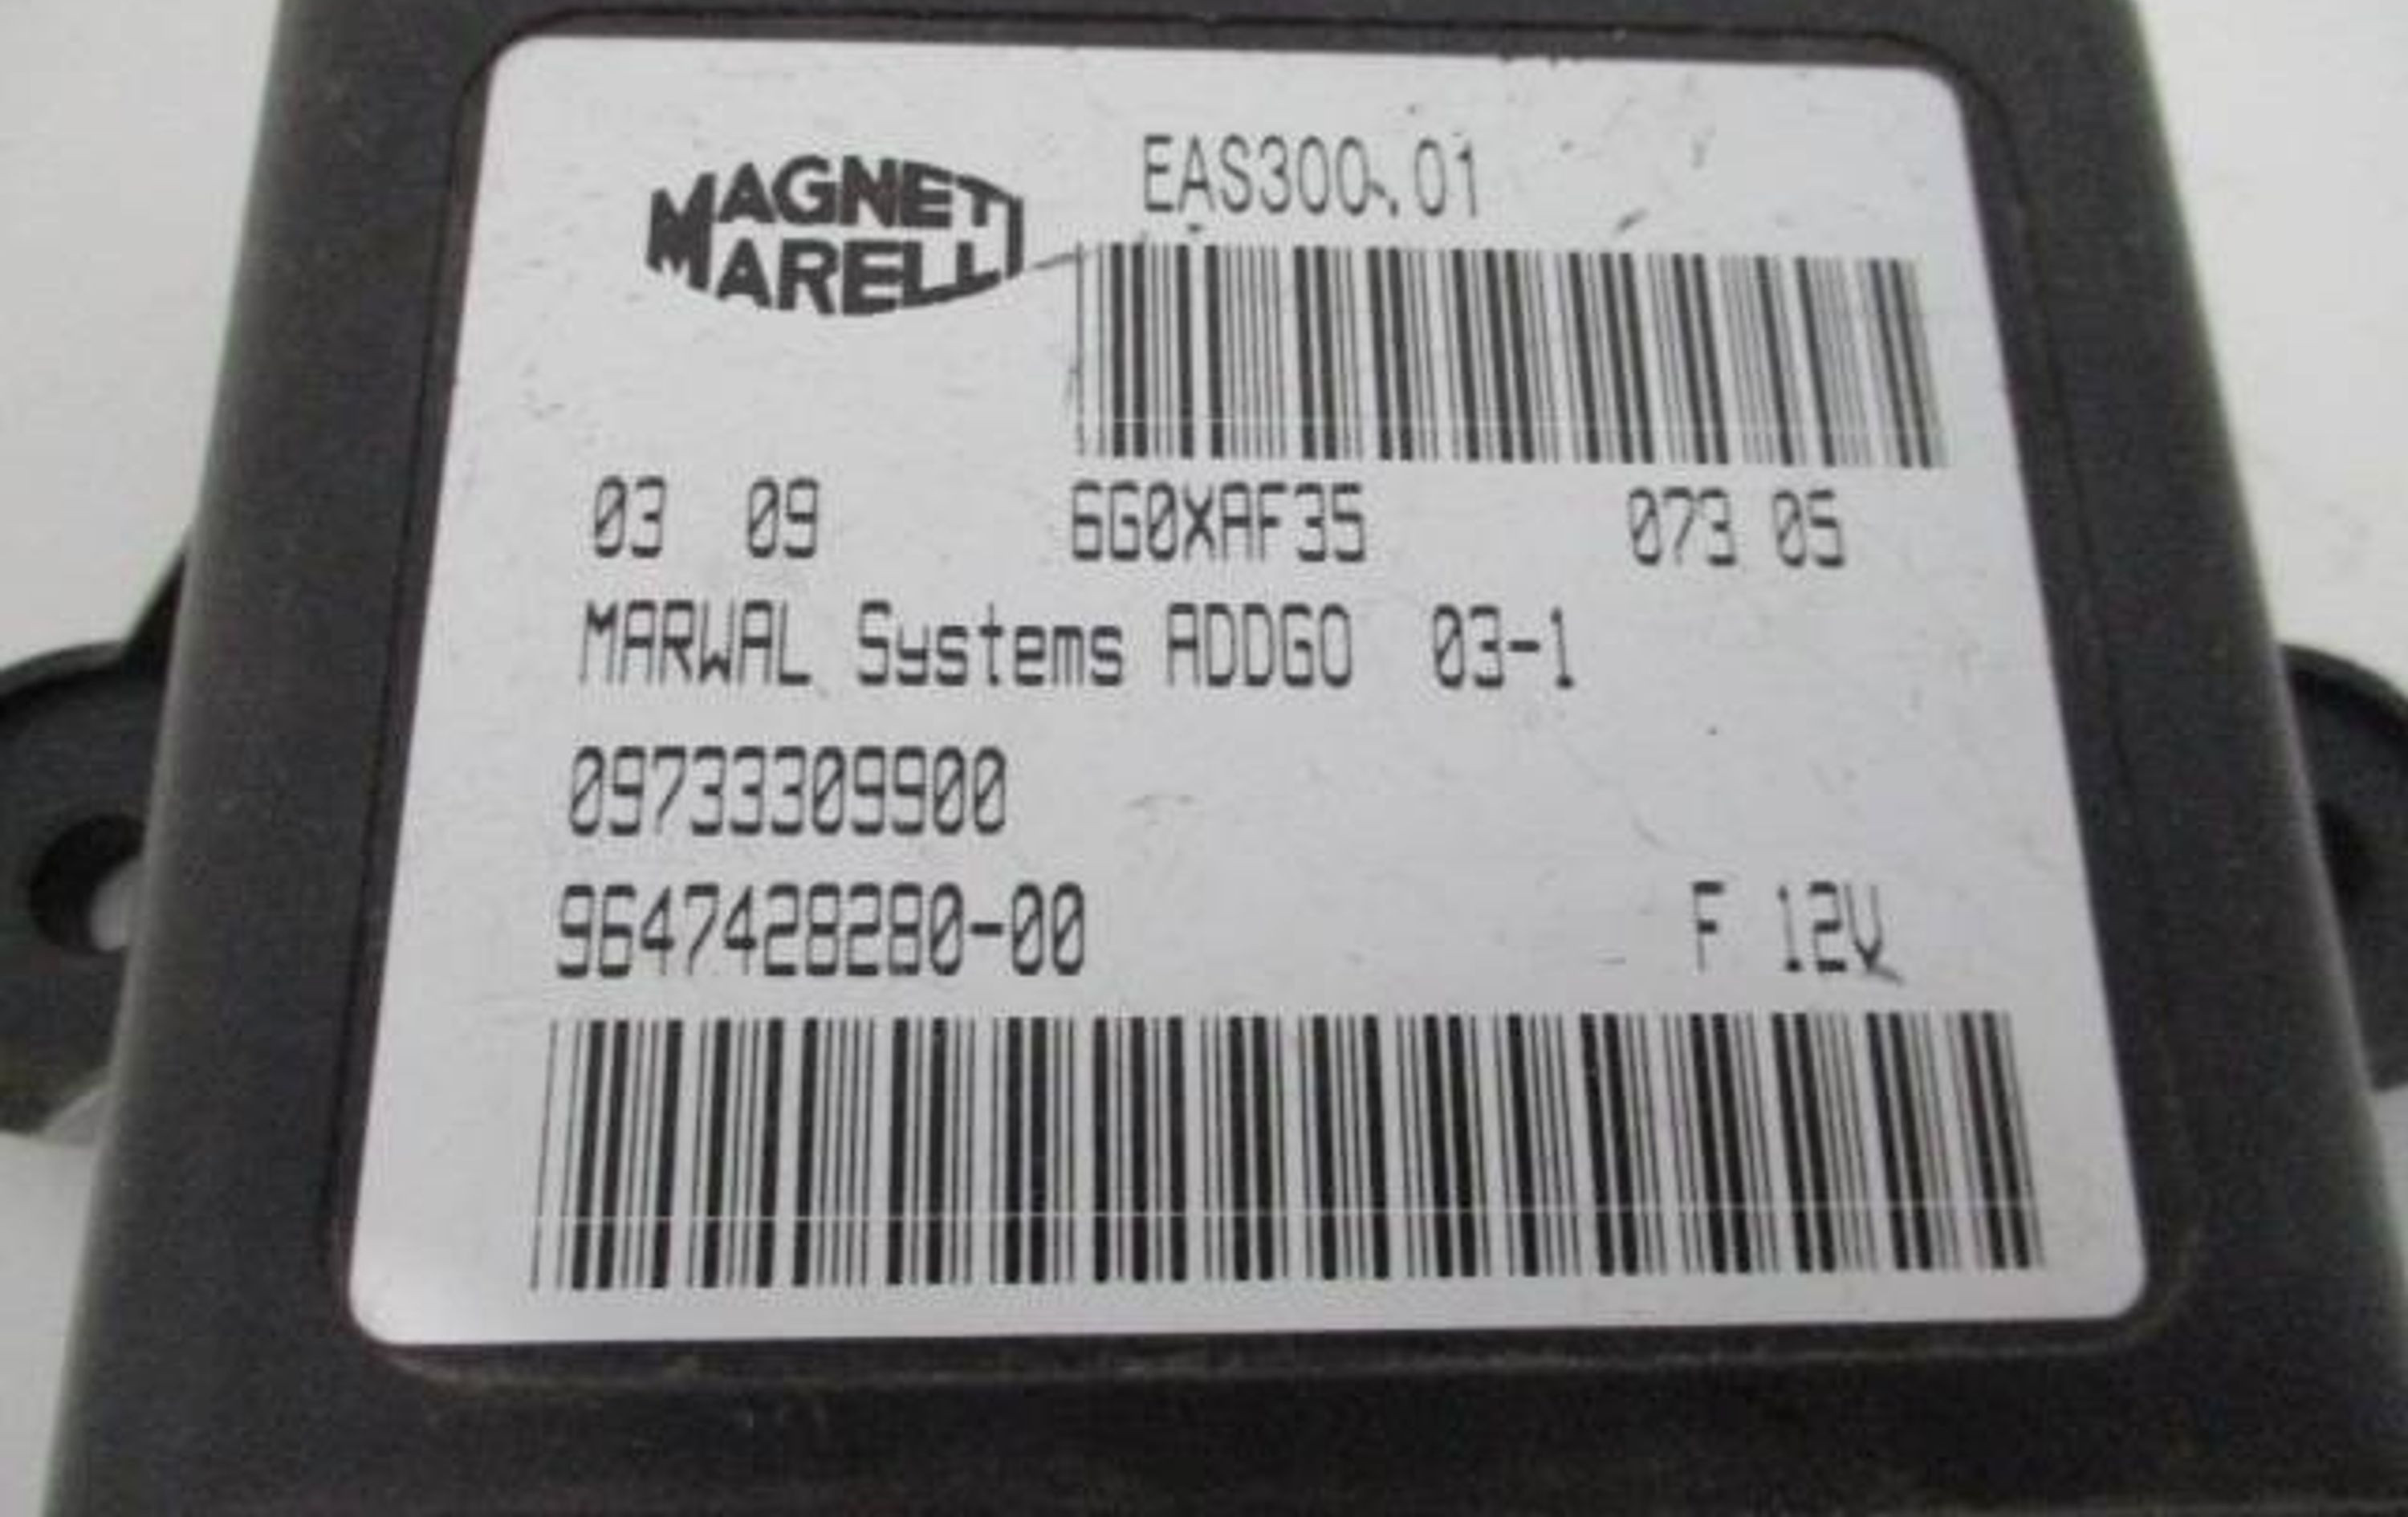 MAGNETI
MARELLI
EAS300.01
03 09 6G0XAF35 073 05
MARWAL Systems ADDGO 03-1
09733309900
9647428280-00 F 12V